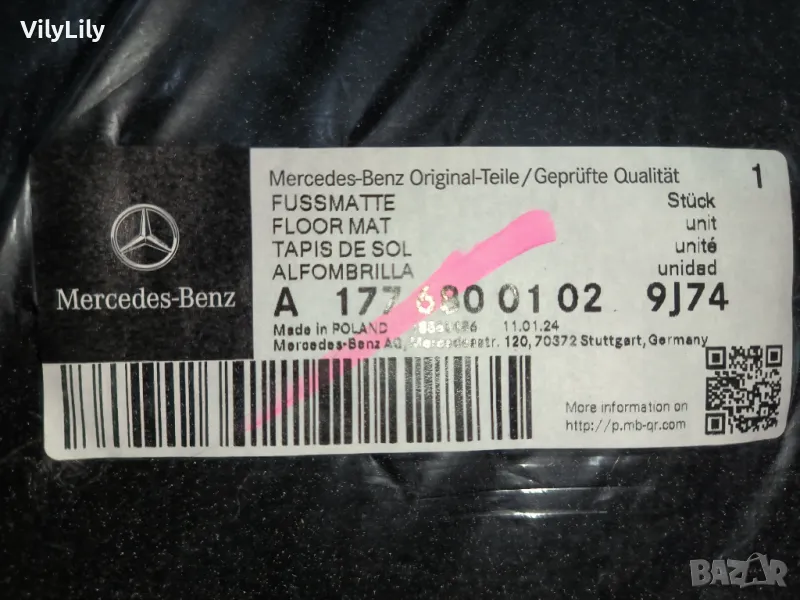 VilyLily
Mercedes-Benz Original-Teile/Geprüfte Qualität 1
FUSSMATTE Stück
FLOOR MAT unit
TAPIS DE SOL unité
ALFOMBRILLA unidad
A 177 680 01 02 9J74
Mercedes-Benz
Made in POLAND 11.01.24
Mercedes-Benz AG, Mercedesstr. 120, 70372 Stuttgart, Germany
More information on
http://p.mb-qr.com
BAZAR